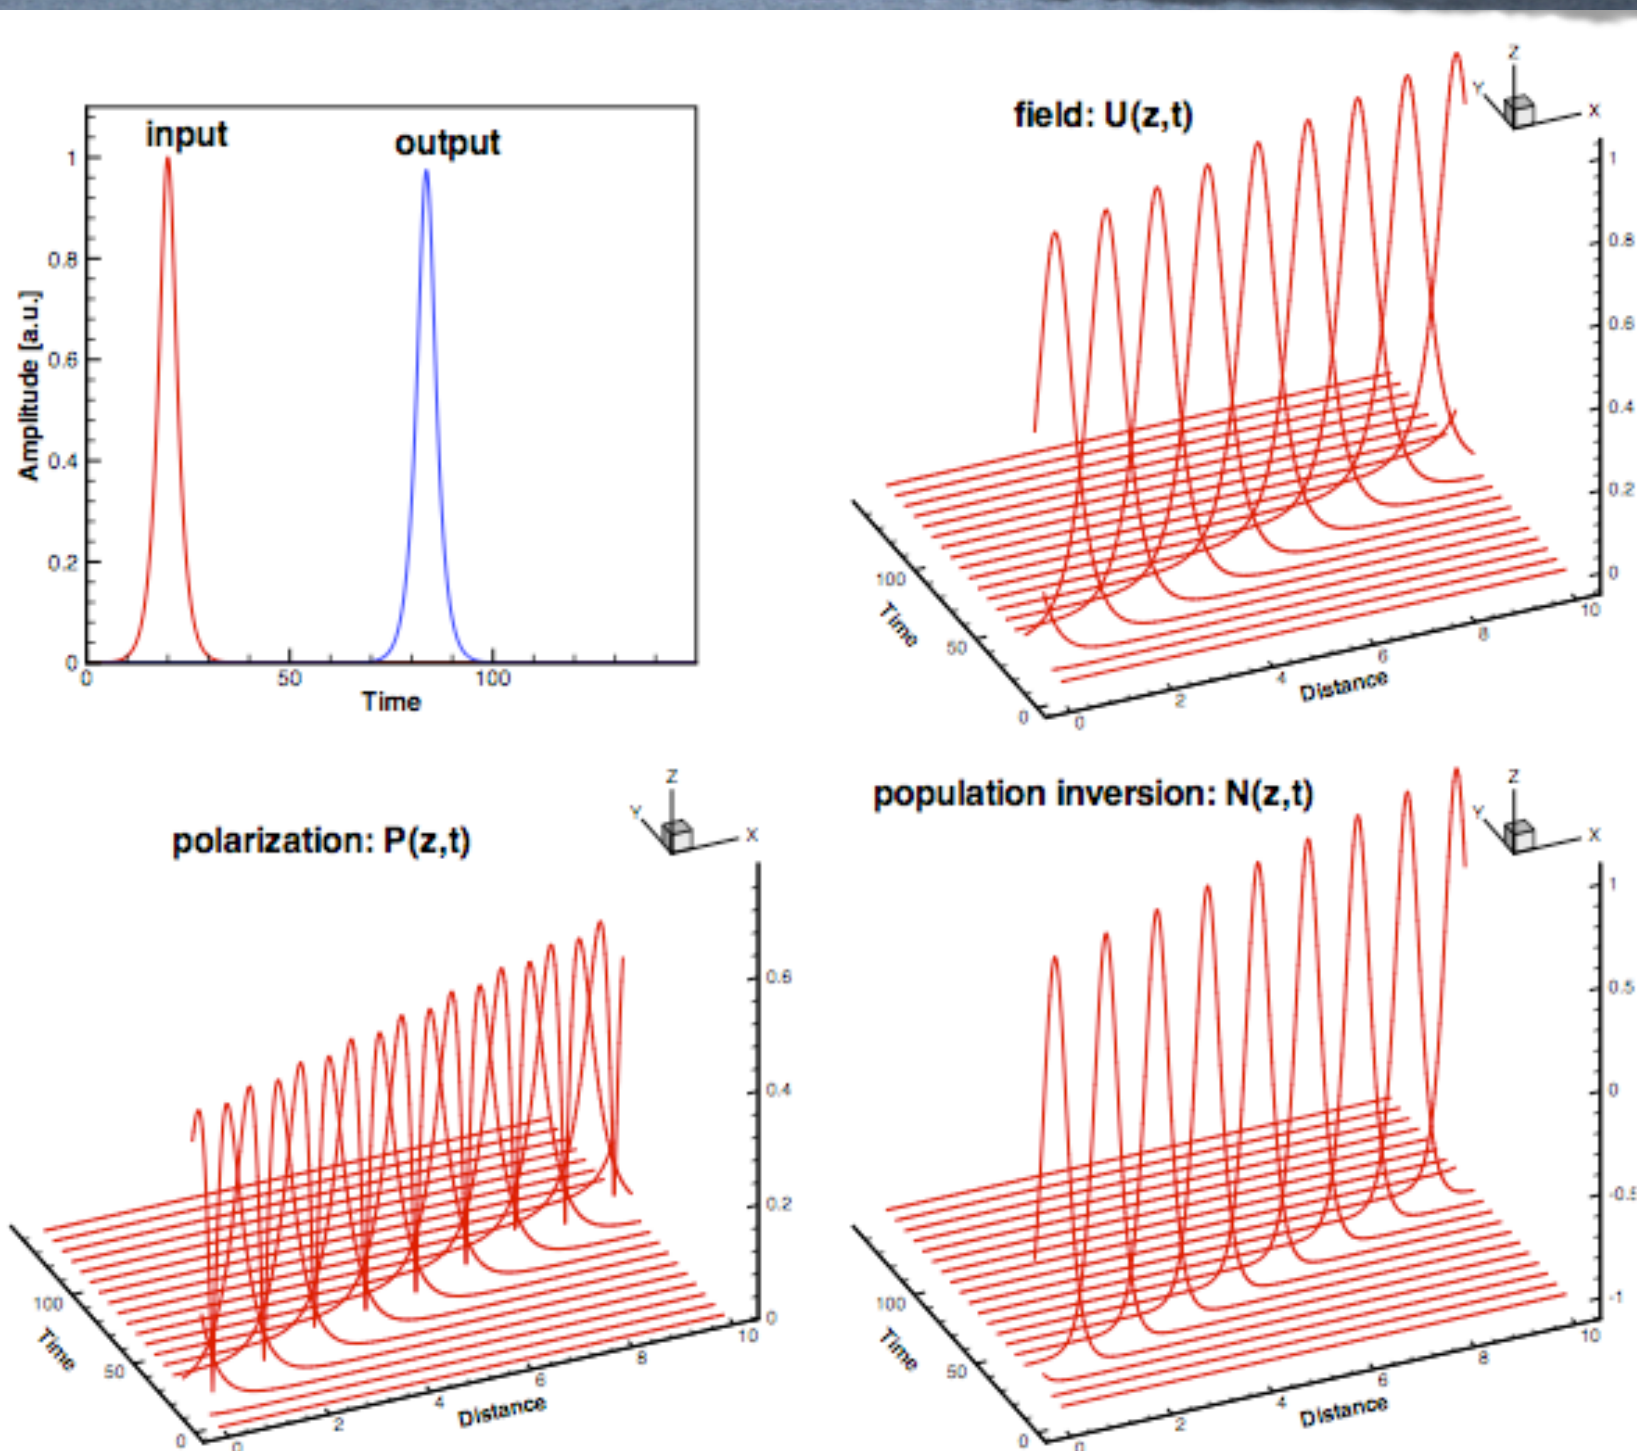 input
output
1
0.8
0.6
0.4
0.2
0
Amplitude [a.u.]
0
50
100
Time
field: U(z,t)
Z
Y
X
1
0.8
0.6
0.4
0.2
0
100
50
0
Time
0
2
4
6
8
10
Distance
polarization: P(z,t)
Z
Y
X
0.6
0.4
0.2
0
100
50
0
Time
0
2
4
6
8
10
Distance
population inversion: N(z,t)
Z
Y
X
1
0.5
0
-0.5
-1
100
50
0
Time
0
2
4
6
8
10
Distance